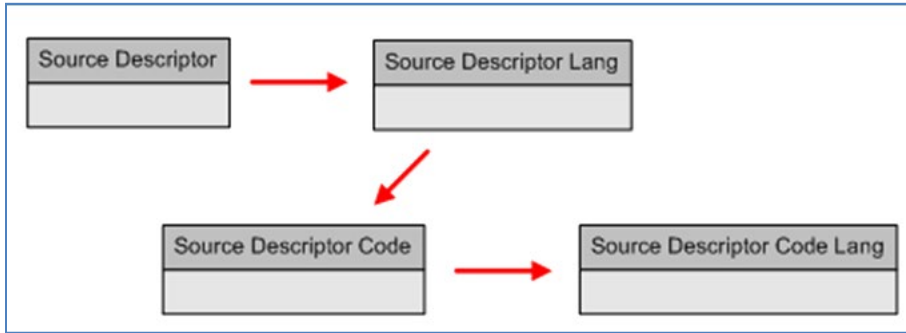 Source Descriptor
Source Descriptor Lang
Source Descriptor Code
Source Descriptor Code Lang